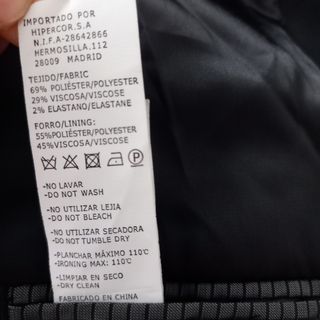 IMPORTADO POR
HIPERCOR.S.A
N.I.F.A-28642866
HERMOSILLA.112
28009 MADRID
TEJIDO/FABRIC
69% POLIÉSTER/POLYESTER
29% VISCOSA/VISCOSE
2% ELASTANO/ELASTANE
FORRO/LINING:
55%POLIÉSTER/POLYESTER
45%VISCOSA/VISCOSE
-NO LAVAR
-DO NOT WASH
-NO UTILIZAR LEJIA
-DO NOT BLEACH
-NO UTILIZAR SECADORA
-DO NOT TUMBLE DRY
-PLANCHAR MÁXIMO 110℃
-IRONING MAX: 110℃
-LIMPIAR EN SECO
-DRY CLEAN
FABRICADO EN CHINA